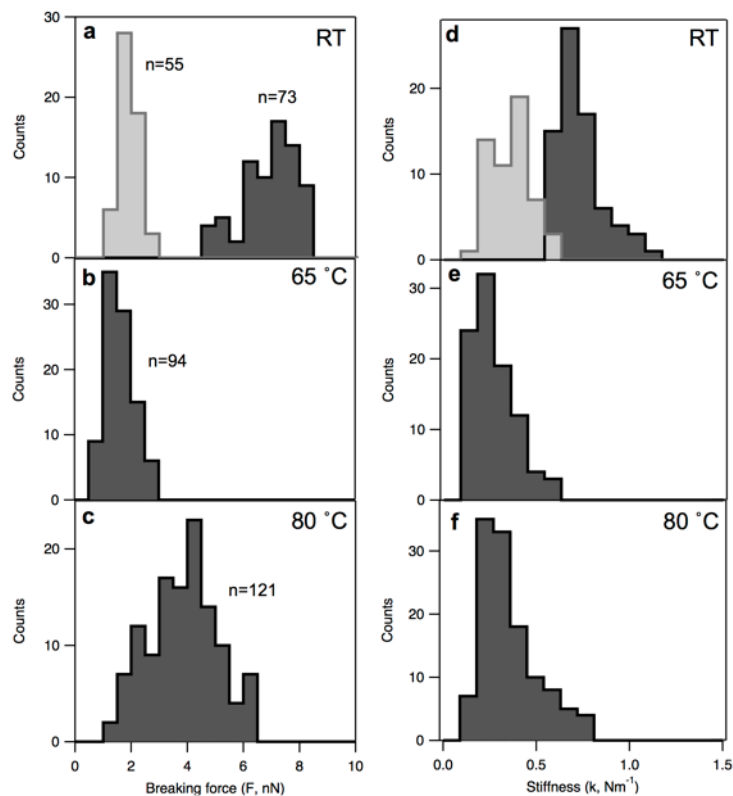 a
RT
n=55
n=73
Counts
30
20
10
0
b
65 ˚C
n=94
Counts
30
20
10
0
c
80 ˚C
n=121
Counts
20
10
0
0
2
4
6
8
10
Breaking force (F, nN)
d
RT
Counts
20
10
0
e
65 ˚C
Counts
30
20
10
0
f
80 ˚C
Counts
30
20
10
0
0.0
0.5
1.0
1.5
Stiffness (k, Nm⁻¹)